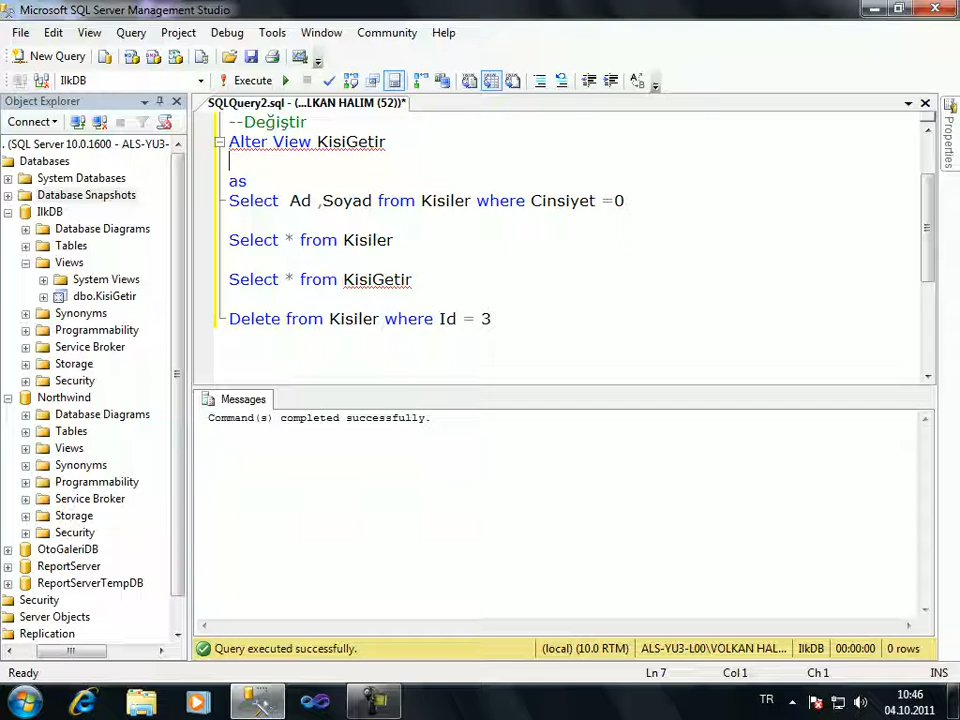 Microsoft SQL Server Management Studio
File Edit View Query Project Debug Tools Window Community Help
New Query
IlkDB Execute
Object Explorer
SQLQuery2.sql - (...LKAN HALIM (52))*
Connect
. (SQL Server 10.0.1600 - ALS-YU3-
Databases
System Databases
Database Snapshots
IlkDB
Database Diagrams
Tables
Views
System Views
dbo.KisiGetir
Synonyms
Programmability
Service Broker
Storage
Security
Northwind
Database Diagrams
Tables
Views
Synonyms
Programmability
Service Broker
Storage
Security
OtoGaleriDB
ReportServer
ReportServerTempDB
Security
Server Objects
Replication
--Değiştir
Alter View KisiGetir
as
Select Ad ,Soyad from Kisiler where Cinsiyet =0
Select * from Kisiler
Select * from KisiGetir
Delete from Kisiler where Id = 3
Messages
Command(s) completed successfully.
Query executed successfully. (local) (10.0 RTM) ALS-YU3-L00\VOLKAN HAL... IlkDB 00:00:00 0 rows
Ready Ln 7 Col 1 Ch 1 INS
Properties
TR 10:46
04.10.2011